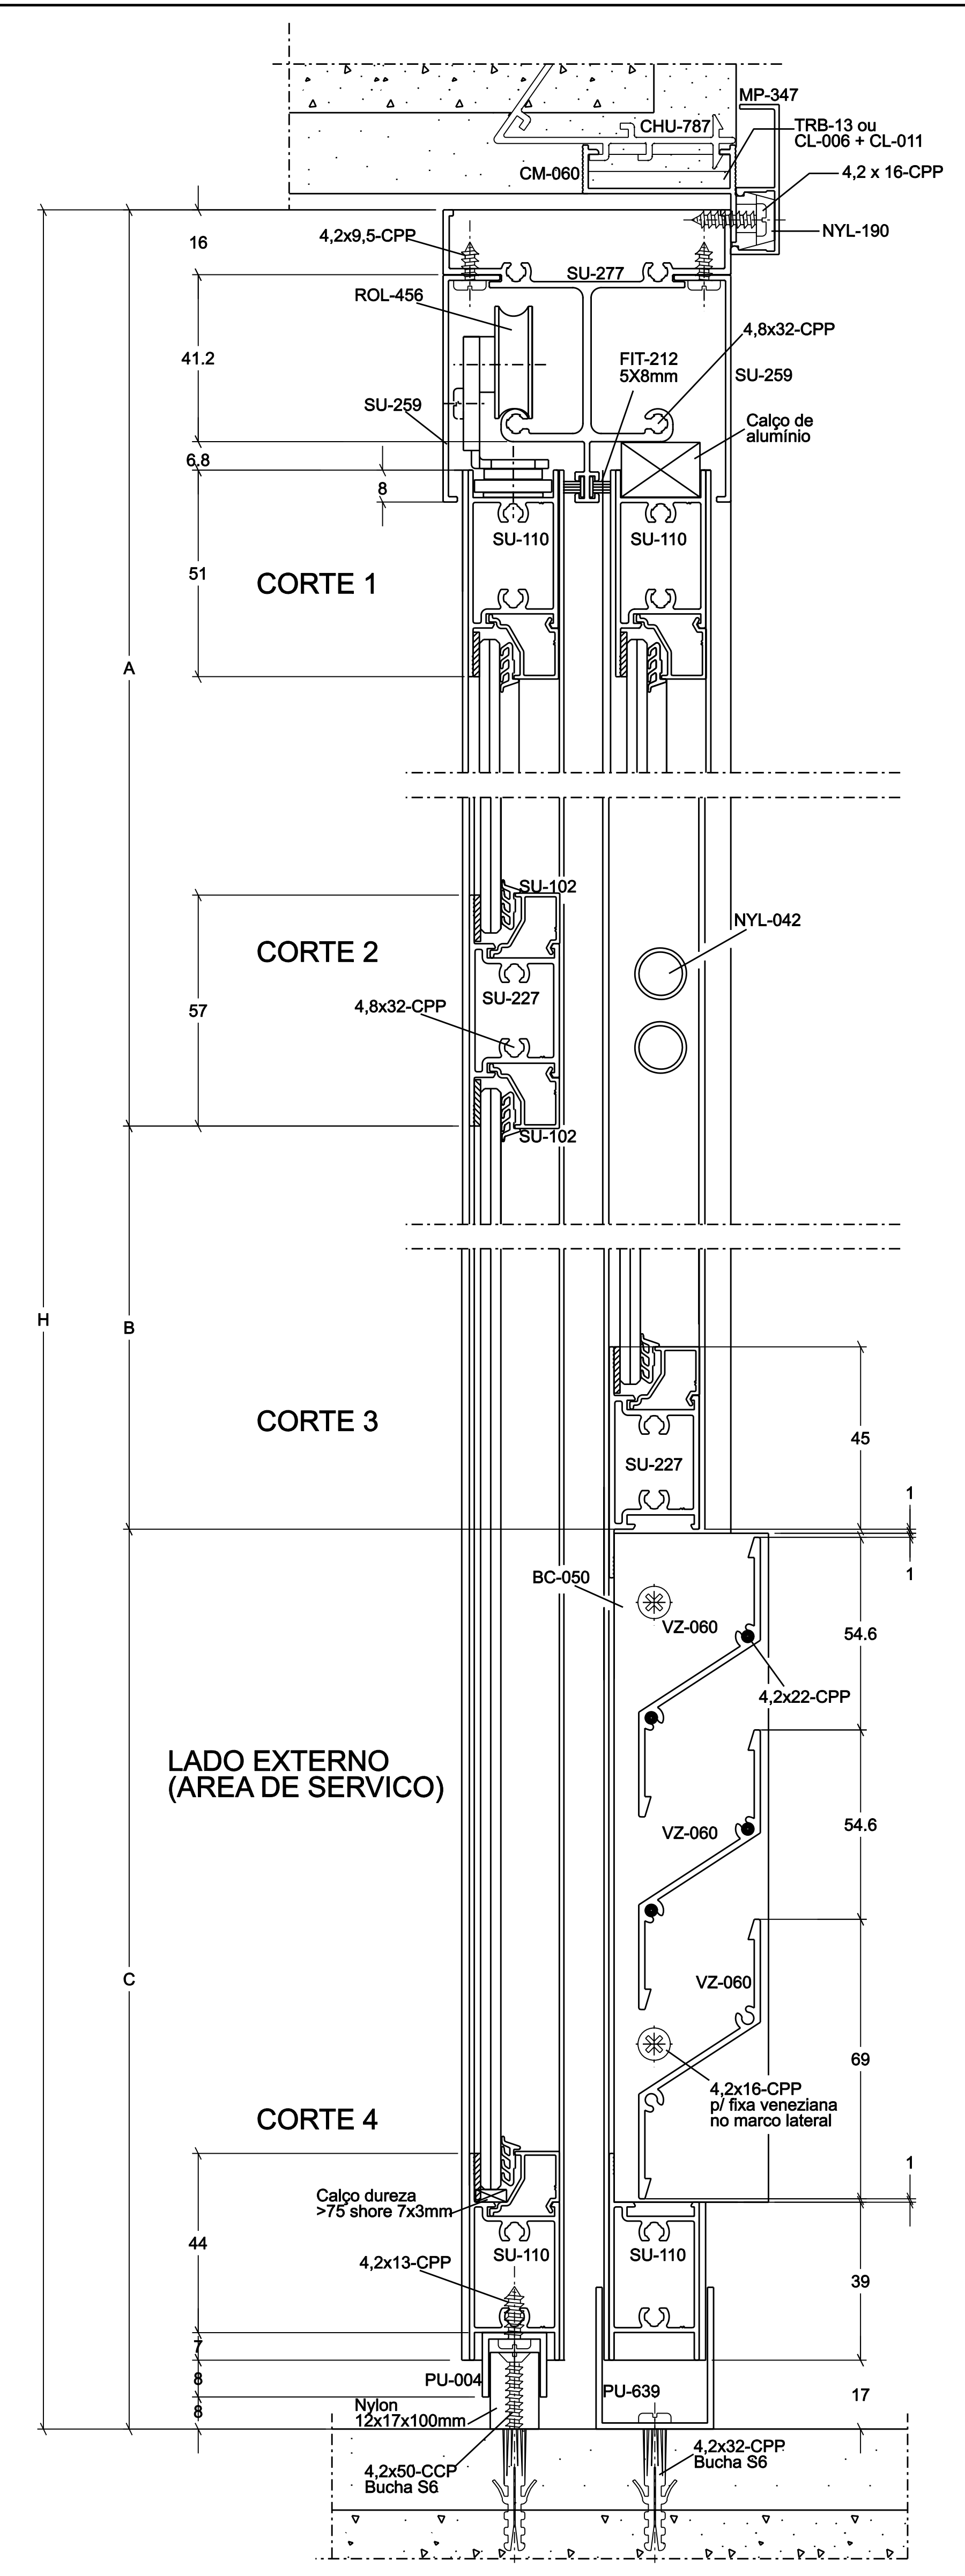 MP-347
CHU-787
TRB-13 ou
CL-006 + CL-011
CM-060
4,2 x 16-CPP
NYL-190
16
4,2x9,5-CPP
SU-277
ROL-456
4,8x32-CPP
41.2
FIT-212
5X8mm
SU-259
SU-259
Calço de
alumínio
6.8
8
SU-110
SU-110
51
CORTE 1
A
SU-102
NYL-042
CORTE 2
SU-227
4,8x32-CPP
57
SU-102
H
B
CORTE 3
45
SU-227
1
1
BC-050
VZ-060
54.6
4,2x22-CPP
LADO EXTERNO
(AREA DE SERVICO)
54.6
VZ-060
C
VZ-060
69
4,2x16-CPP
p/ fixa veneziana
no marco lateral
CORTE 4
1
Calço dureza
>75 shore 7x3mm
44
SU-110
SU-110
4,2x13-CPP
39
7
8
PU-004
PU-639
17
8
Nylon
12x17x100mm
4,2x50-CCP
Bucha S6
4,2x32-CPP
Bucha S6